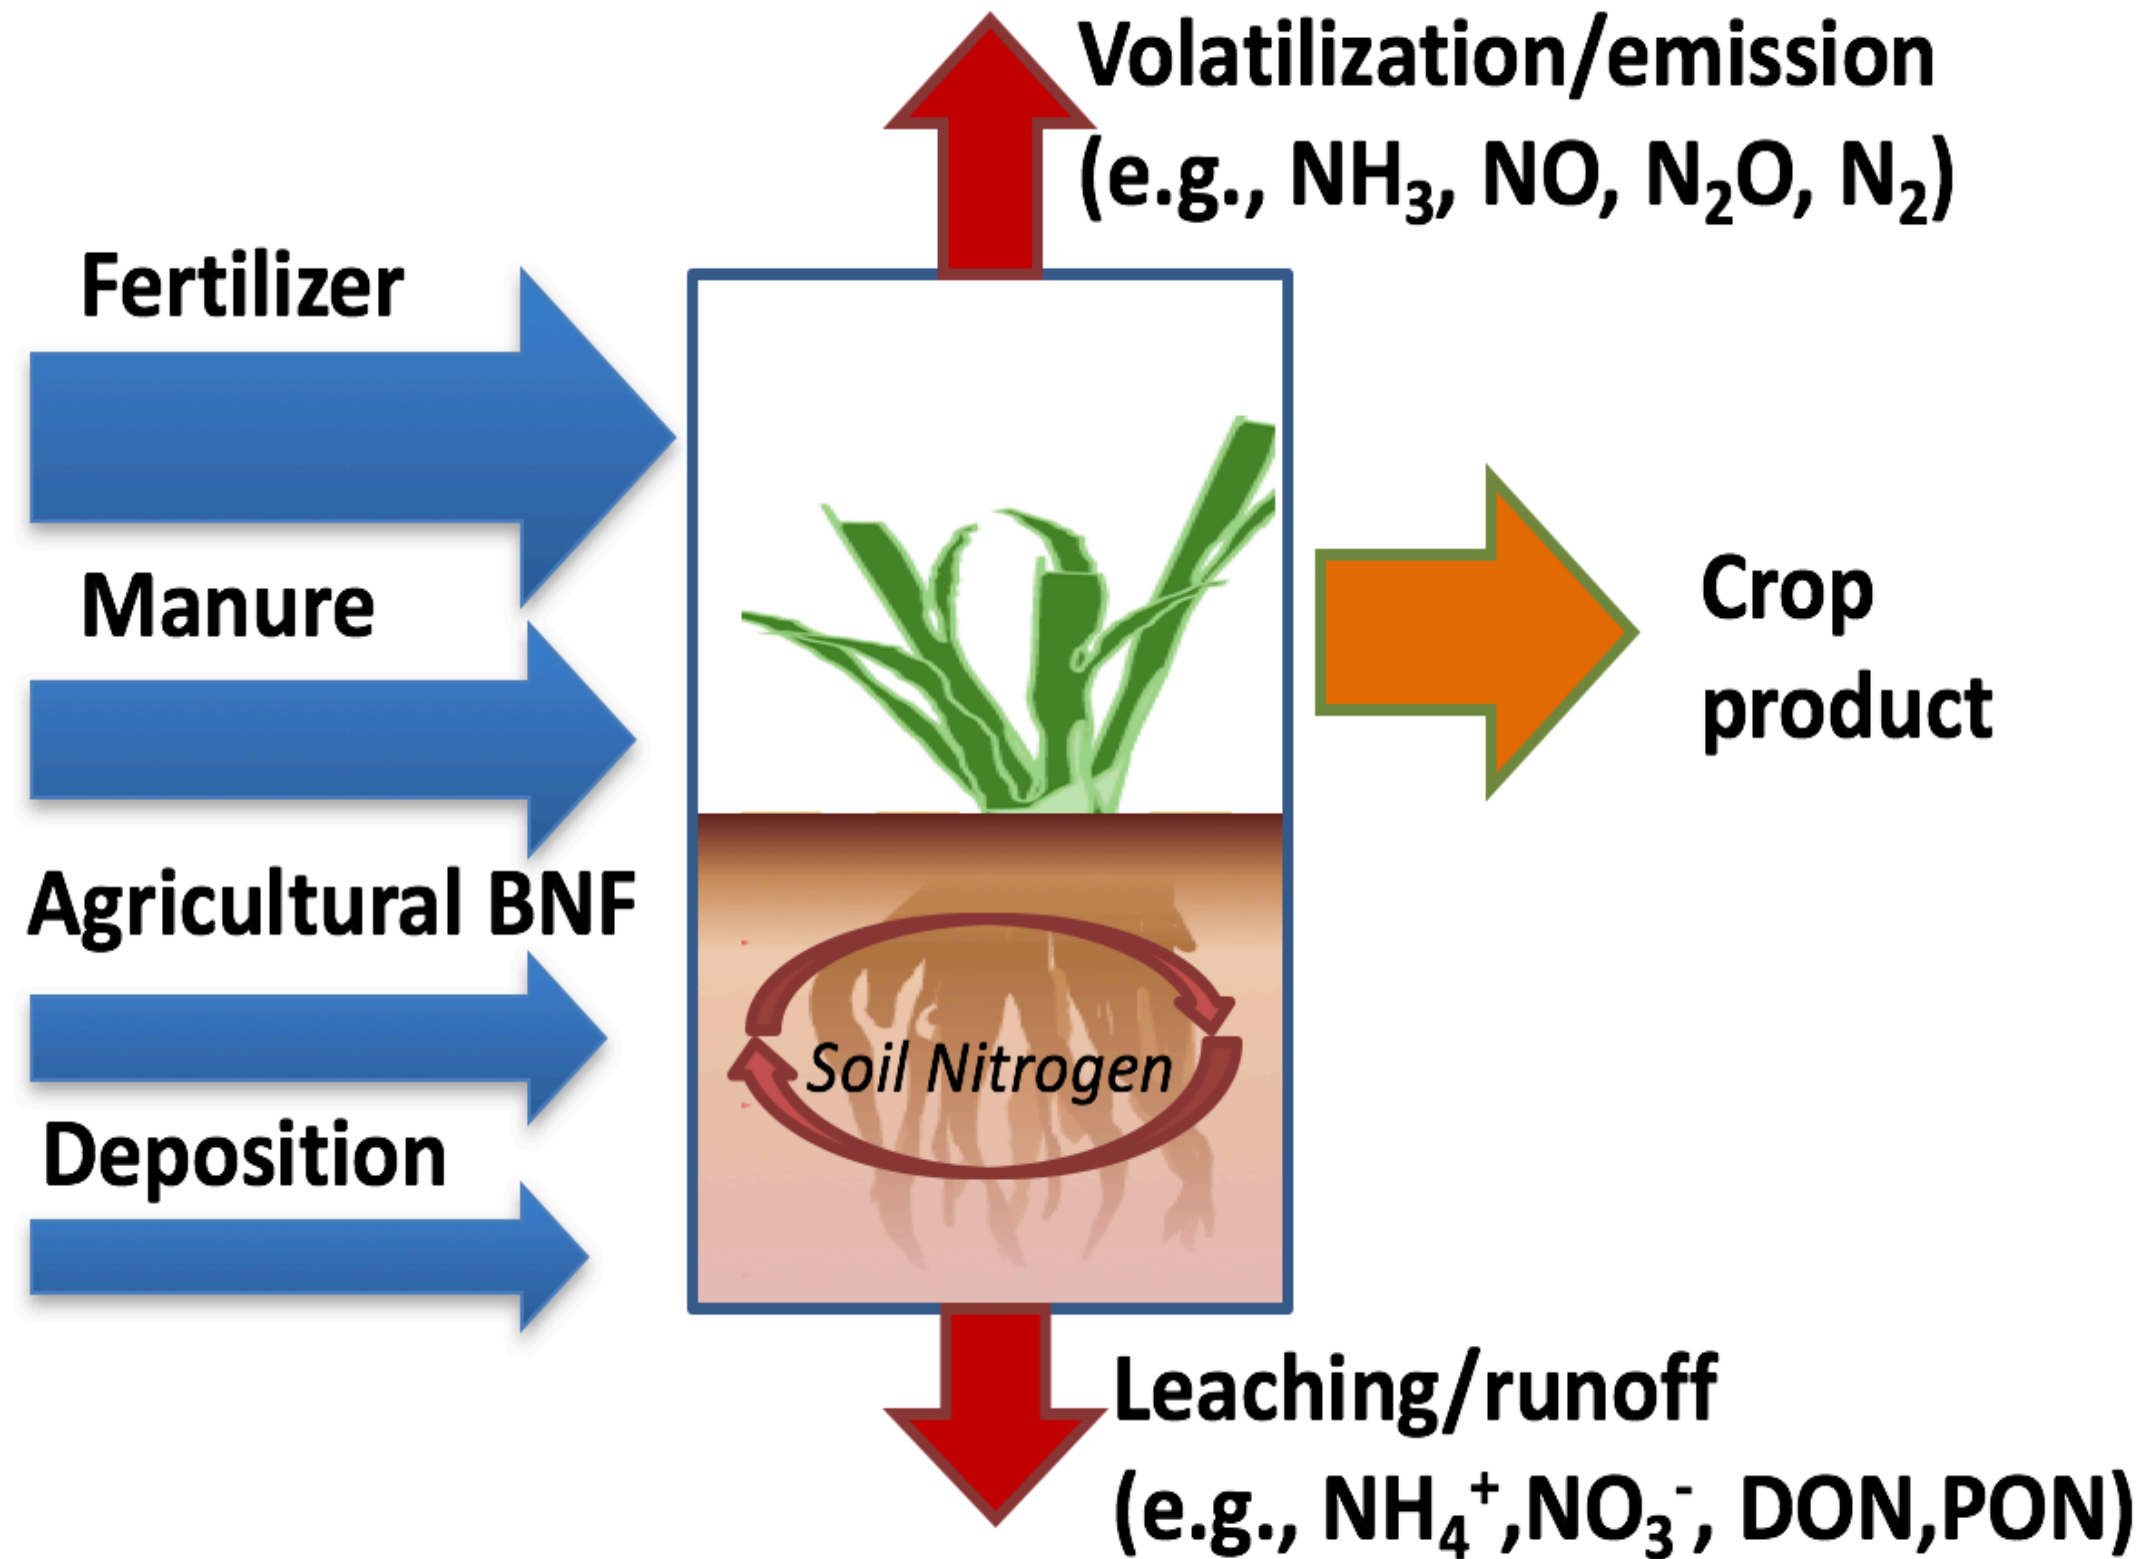 Volatilization/emission
(e.g., NH₃, NO, N₂O, N₂)
Fertilizer
Manure
Agricultural BNF
Deposition
Crop
product
Soil Nitrogen
Leaching/runoff
(e.g., NH₄⁺,NO₃⁻, DON,PON)